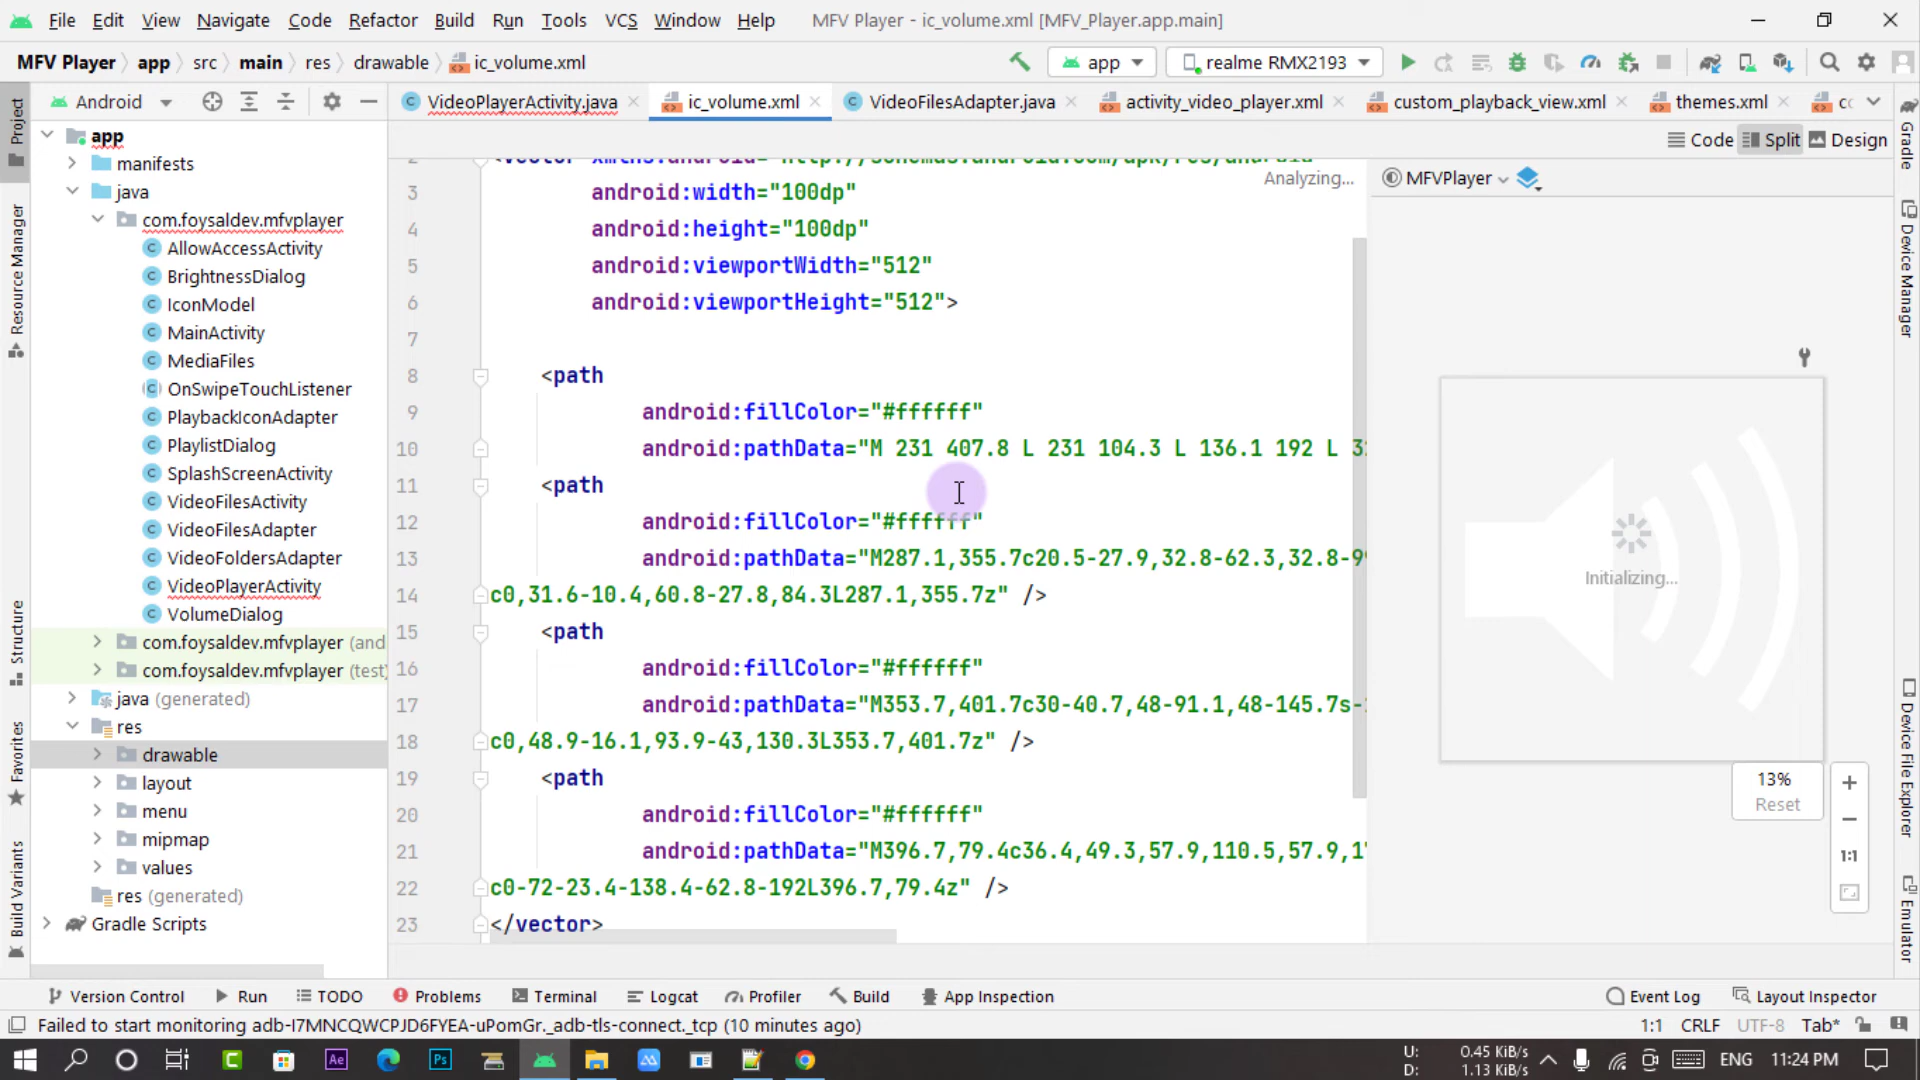 File Edit View Navigate Code Refactor Build Run Tools VCS Window Help MFV Player - ic_volume.xml [MFV_Player.app.main]
MFV Player app src main res drawable ic_volume.xml app realme RMX2193
Android VideoPlayerActivity.java ic_volume.xml VideoFilesAdapter.java activity_video_player.xml custom_playback_view.xml themes.xml
Code Split Design
Analyzing...
MFVPlayer
3 android:width="100dp"
4 android:height="100dp"
5 android:viewportWidth="512"
6 android:viewportHeight="512">
7
8 <path
9 android:fillColor="#ffffff"
10 android:pathData="M 231 407.8 L 231 104.3 L 136.1 192 L
11 <path
12 android:fillColor="#ffffff"
13 android:pathData="M287.1,355.7c20.5-27.9,32.8-62.3,32.8-
14 c0,31.6-10.4,60.8-27.8,84.3L287.1,355.7z" />
15 <path
16 android:fillColor="#ffffff"
17 android:pathData="M353.7,401.7c30-40.7,48-91.1,48-145.7s-
18 c0,48.9-16.1,93.9-43,130.3L353.7,401.7z" />
19 <path
20 android:fillColor="#ffffff"
21 android:pathData="M396.7,79.4c36.4,49.3,57.9,110.5,57.9,
22 c0-72-23.4-138.4-62.8-192L396.7,79.4z" />
23 </vector>
app
manifests
java
com.foysaldev.mfvplayer
AllowAccessActivity
BrightnessDialog
IconModel
MainActivity
MediaFiles
OnSwipeTouchListener
PlaybackIconAdapter
PlaylistDialog
SplashScreenActivity
VideoFilesActivity
VideoFilesAdapter
VideoFoldersAdapter
VideoPlayerActivity
VolumeDialog
com.foysaldev.mfvplayer (and
com.foysaldev.mfvplayer (test)
java (generated)
res
drawable
layout
menu
mipmap
values
res (generated)
Gradle Scripts
Project
Resource Manager
Structure
Favorites
Build Variants
Initializing...
13%
Reset
1:1
Gradle
Device Manager
Device File Explorer
Emulator
Version Control Run TODO Problems Terminal Logcat Profiler Build App Inspection Event Log Layout Inspector
Failed to start monitoring adb-I7MNCQWCPJD6FYEA-uPomGr._adb-tls-connect._tcp (10 minutes ago) 1:1 CRLF UTF-8 Tab*
U: 0.45 KiB/s
D: 1.13 KiB/s
ENG 11:24 PM